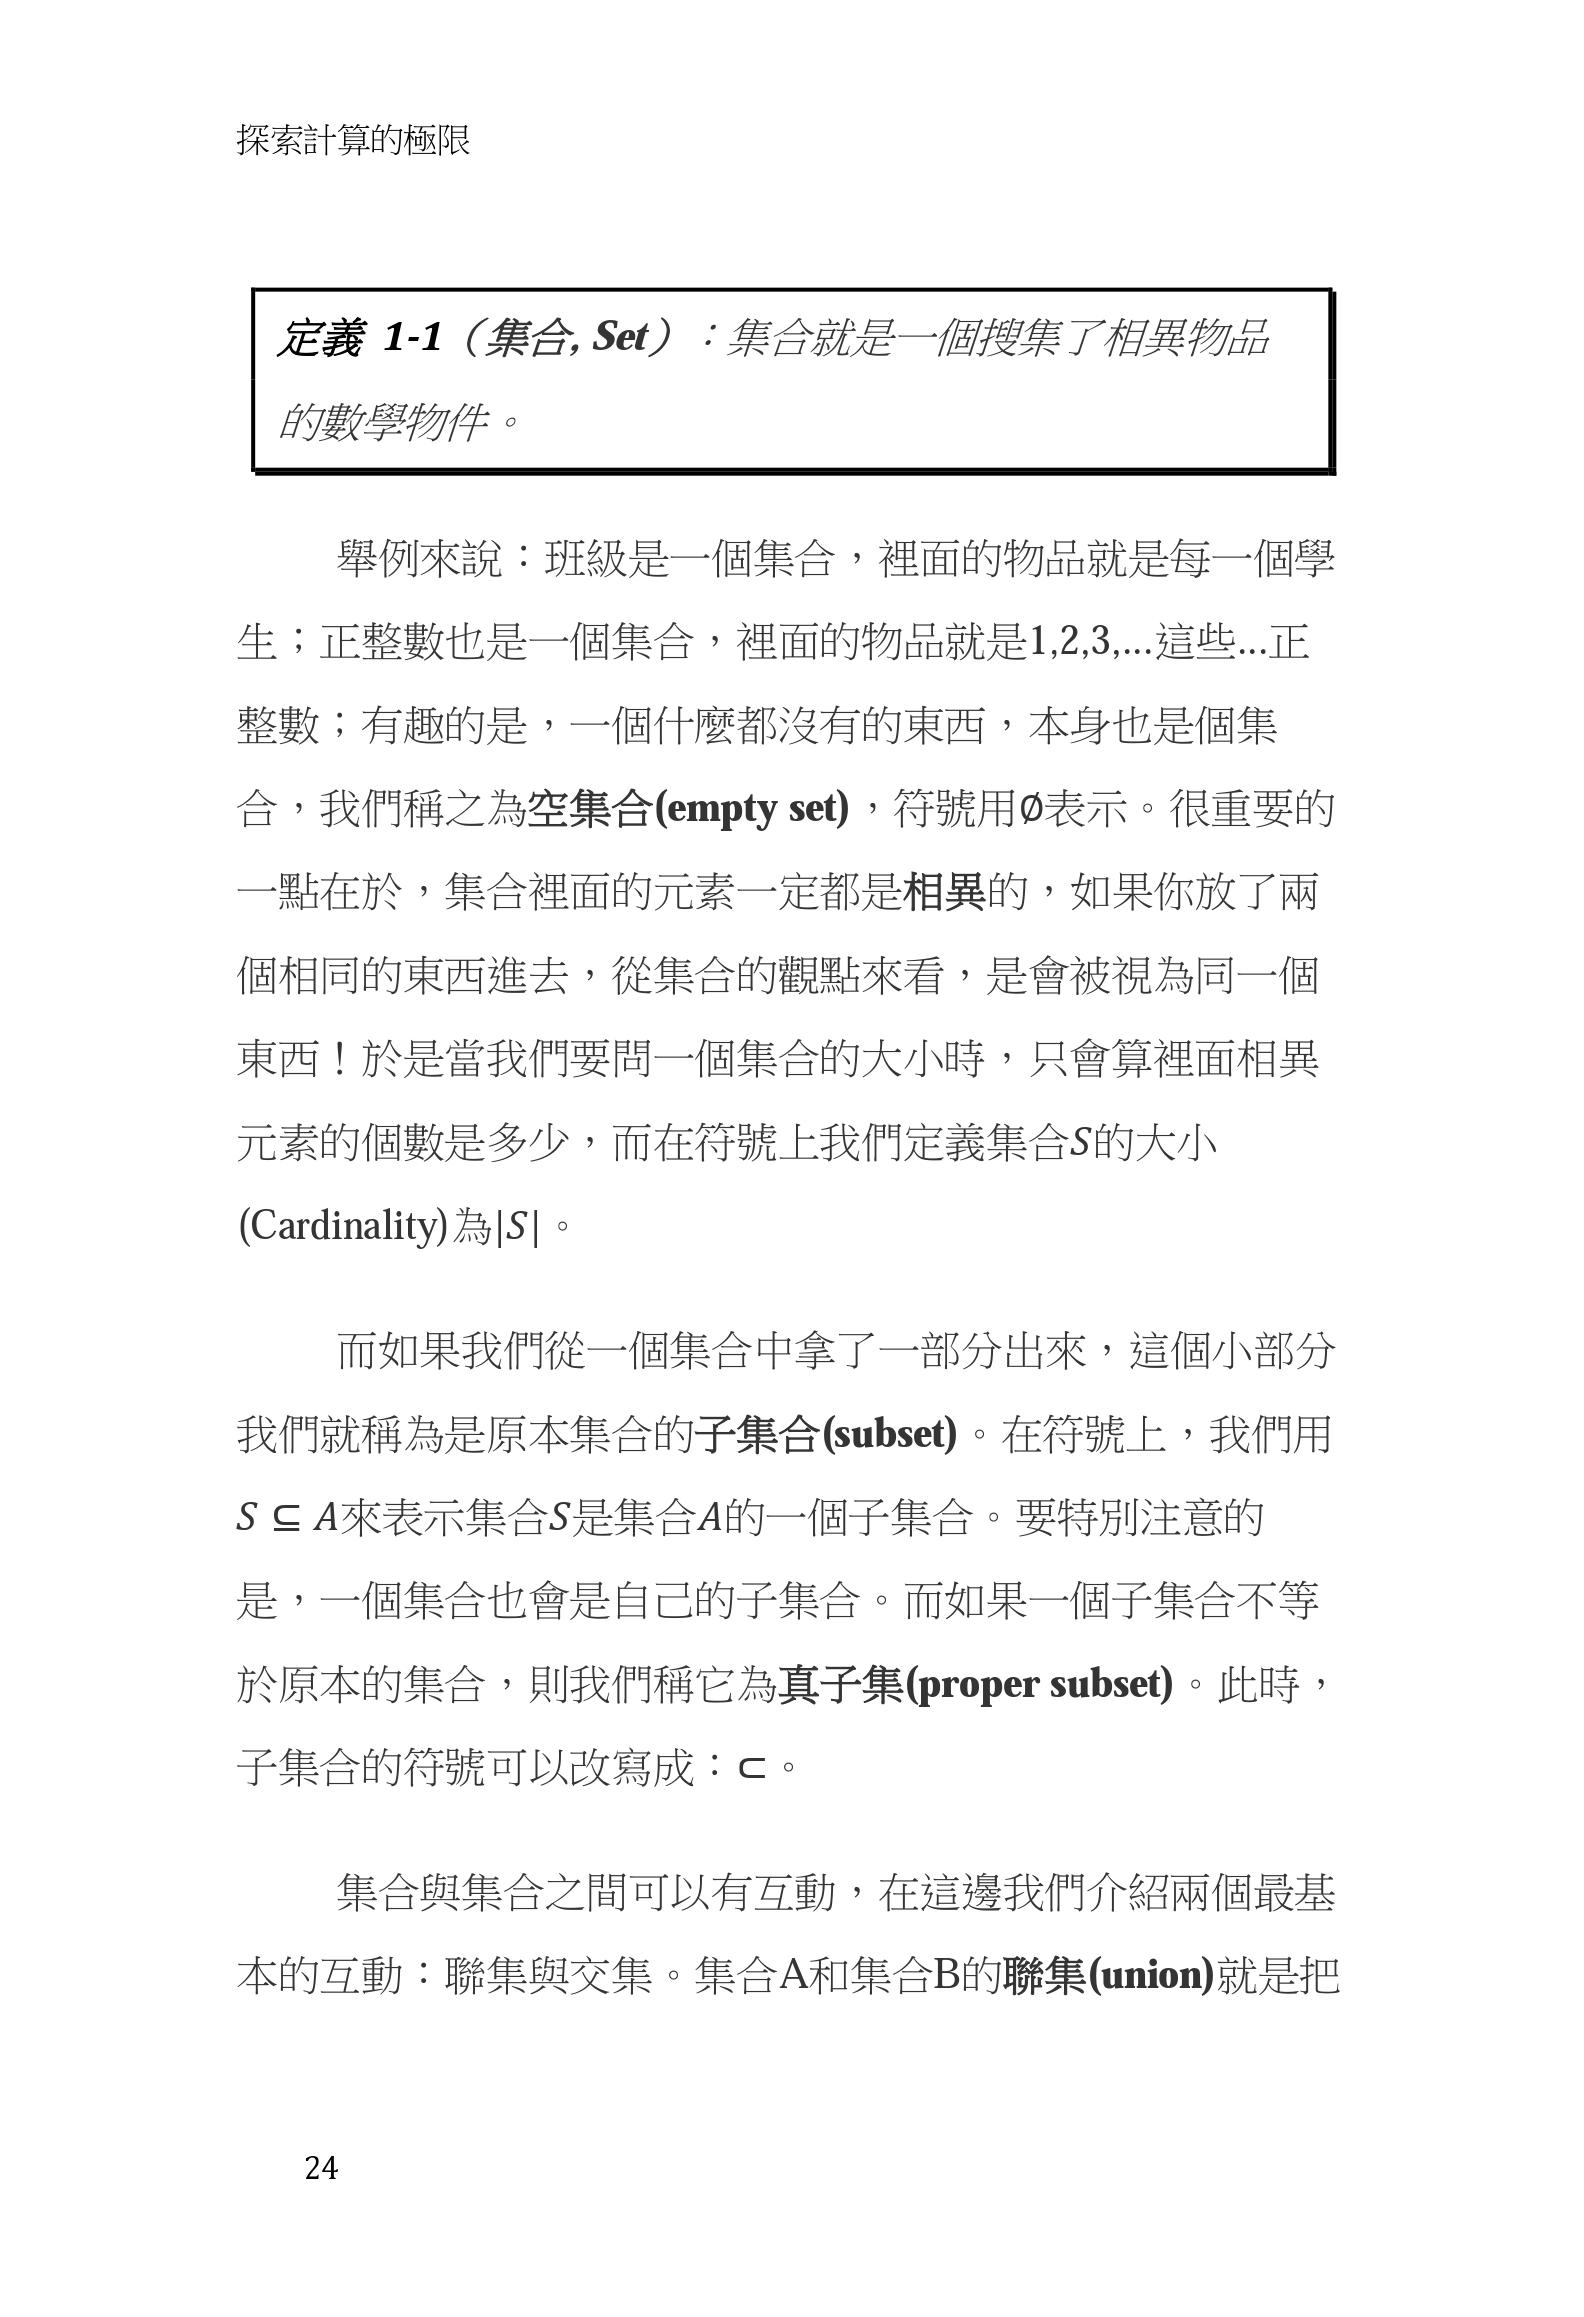 探索計算的極限
定義 1-1（集合, Set）：集合就是一個搜集了相異物品
的數學物件。
舉例來說：班級是一個集合，裡面的物品就是每一個學
生；正整數也是一個集合，裡面的物品就是1,2,3,…這些…正
整數；有趣的是，一個什麼都沒有的東西，本身也是個集
合，我們稱之為空集合(empty set)，符號用∅表示。很重要的
一點在於，集合裡面的元素一定都是相異的，如果你放了兩
個相同的東西進去，從集合的觀點來看，是會被視為同一個
東西！於是當我們要問一個集合的大小時，只會算裡面相異
元素的個數是多少，而在符號上我們定義集合S的大小
(Cardinality)為|S|。
而如果我們從一個集合中拿了一部分出來，這個小部分
我們就稱為是原本集合的子集合(subset)。在符號上，我們用
S ⊆ A來表示集合S是集合A的一個子集合。要特別注意的
是，一個集合也會是自己的子集合。而如果一個子集合不等
於原本的集合，則我們稱它為真子集(proper subset)。此時，
子集合的符號可以改寫成：⊂。
集合與集合之間可以有互動，在這邊我們介紹兩個最基
本的互動：聯集與交集。集合A和集合B的聯集(union)就是把
24